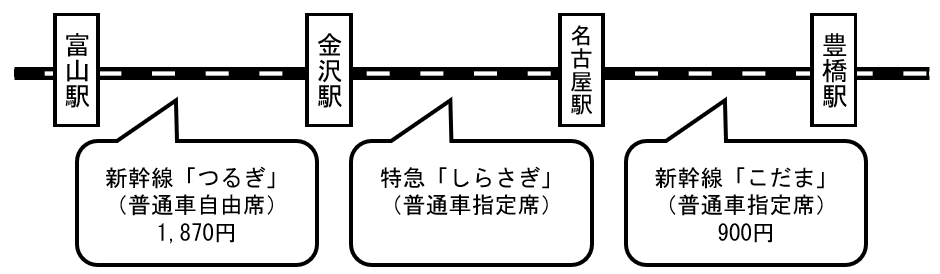 富山駅
金沢駅
名古屋駅
豊橋駅
新幹線「つるぎ」
（普通車自由席）
1,870円
特急「しらさぎ」
（普通車指定席）
新幹線「こだま」
（普通車指定席）
900円